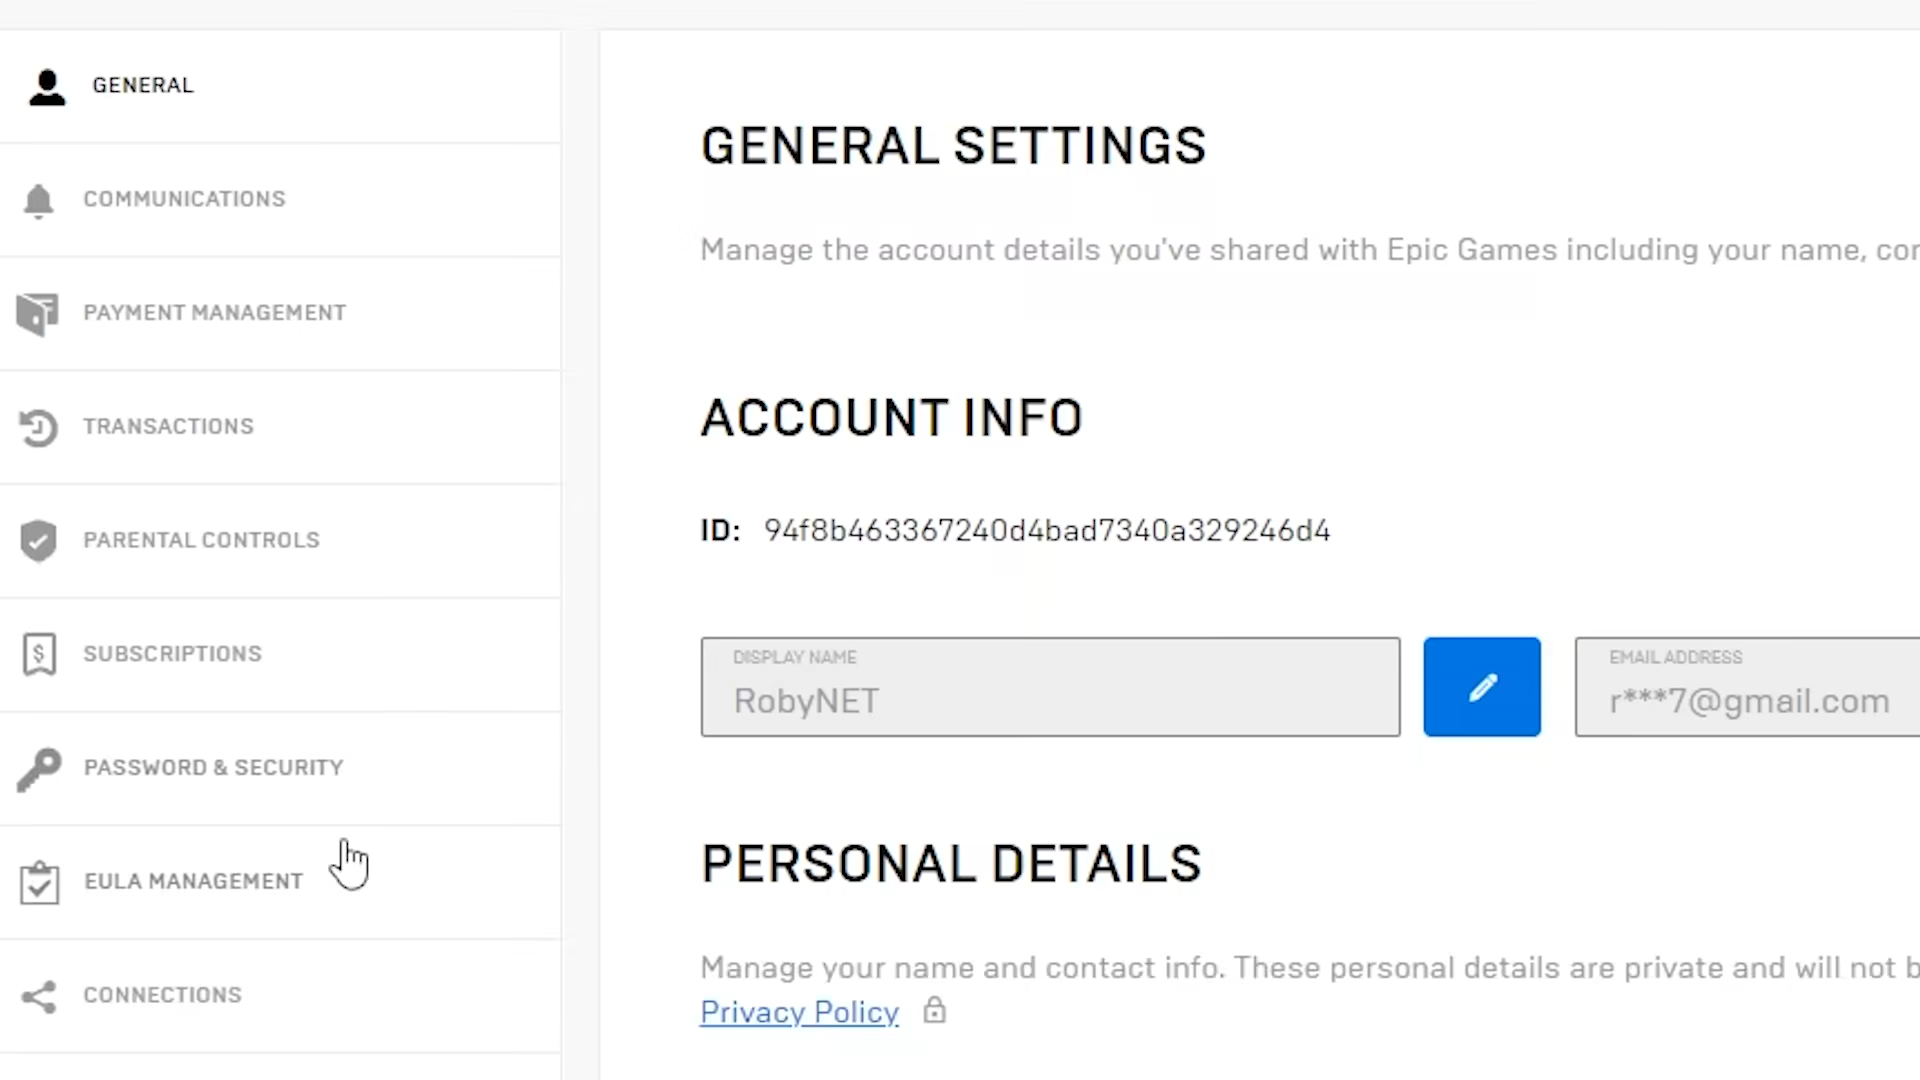 GENERAL
COMMUNICATIONS
PAYMENT MANAGEMENT
TRANSACTIONS
PARENTAL CONTROLS
SUBSCRIPTIONS
PASSWORD & SECURITY
EULA MANAGEMENT
CONNECTIONS
GENERAL SETTINGS
Manage the account details you've shared with Epic Games including your name, cor
ACCOUNT INFO
ID: 94f8b463367240d4bad7340a329246d4
DISPLAY NAME
RobyNET
EMAIL ADDRESS
r***7@gmail.com
PERSONAL DETAILS
Manage your name and contact info. These personal details are private and will not b
Privacy Policy